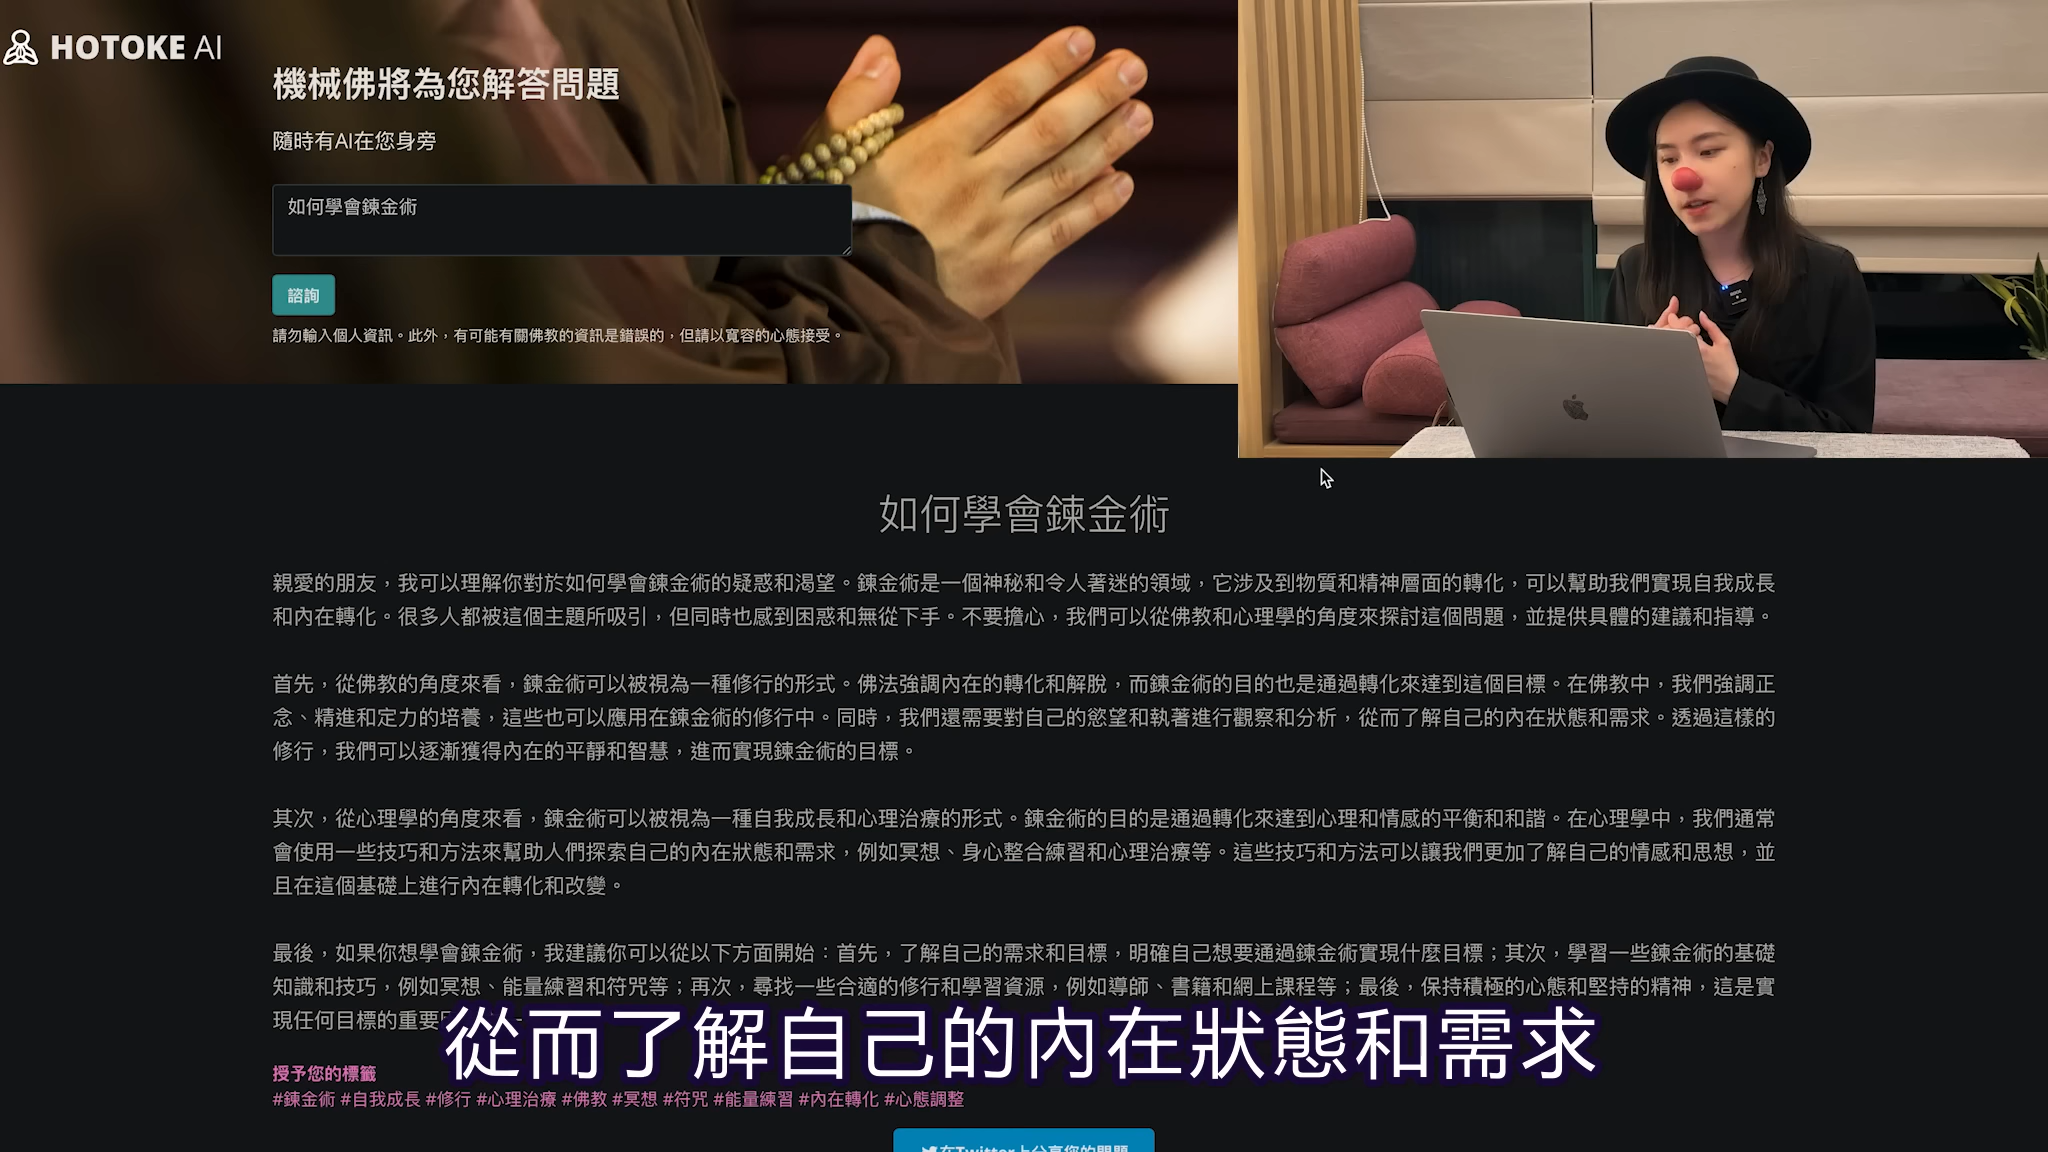 HOTOKE AI
機械佛將為您解答問題
隨時有AI在您身旁
如何學會鍊金術
諮詢
請勿輸入個人資訊。此外，有可能有關佛教的資訊是錯誤的，但請以寬容的心態接受。
如何學會鍊金術
親愛的朋友，我可以理解你對於如何學會鍊金術的疑惑和渴望。鍊金術是一個神秘和令人著迷的領域，它涉及到物質和精神層面的轉化，可以幫助我們實現自我成長
和內在轉化。很多人都被這個主題所吸引，但同時也感到困惑和無從下手。不要擔心，我們可以從佛教和心理學的角度來探討這個問題，並提供具體的建議和指導。
首先，從佛教的角度來看，鍊金術可以被視為一種修行的形式。佛法強調內在的轉化和解脫，而鍊金術的目的也是通過轉化來達到這個目標。在佛教中，我們強調正
念、精進和定力的培養，這些也可以應用在鍊金術的修行中。同時，我們還需要對自己的慾望和執著進行觀察和分析，從而了解自己的內在狀態和需求。透過這樣的
修行，我們可以逐漸獲得內在的平靜和智慧，進而實現鍊金術的目標。
其次，從心理學的角度來看，鍊金術可以被視為一種自我成長和心理治療的形式。鍊金術的目的是通過轉化來達到心理和情感的平衡和和諧。在心理學中，我們通常
會使用一些技巧和方法來幫助人們探索自己的內在狀態和需求，例如冥想、身心整合練習和心理治療等。這些技巧和方法可以讓我們更加了解自己的情感和思想，並
且在這個基礎上進行內在轉化和改變。
最後，如果你想學會鍊金術，我建議你可以從以下方面開始：首先，了解自己的需求和目標，明確自己想要通過鍊金術實現什麼目標；其次，學習一些鍊金術的基礎
知識和技巧，例如冥想、能量練習和符咒等；再次，尋找一些合適的修行和學習資源，例如導師、書籍和網上課程等；最後，保持積極的心態和堅持的精神，這是實
現任何目標的重要
從而了解自己的內在狀態和需求
授予您的標籤
#鍊金術 #自我成長 #修行 #心理治療 #佛教 #冥想 #符咒 #能量練習 #內在轉化 #心態調整
在Twitter上分享您的問題